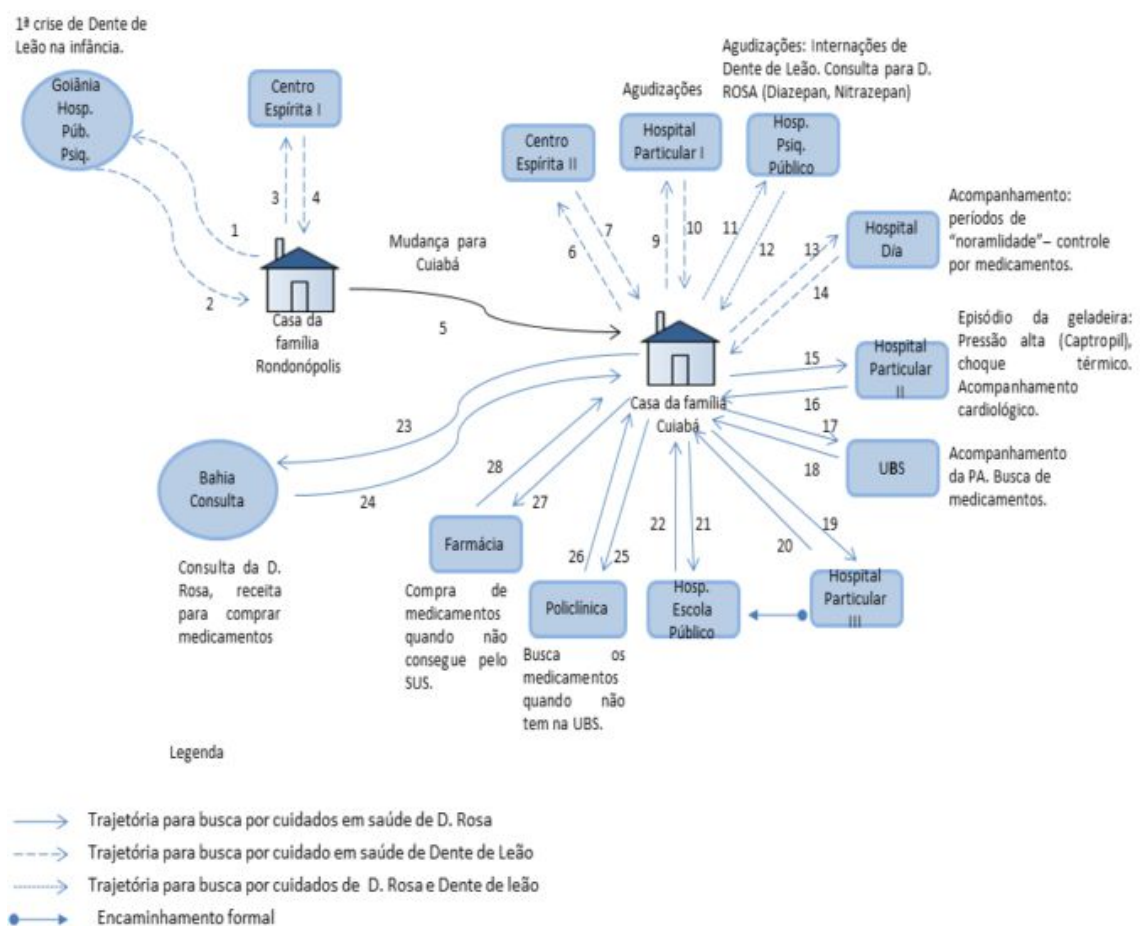 1ª crise de Dente de
Leão na infância.
Goiânia
Hosp.
Púb.
Psiq.
Centro
Espírita I
1
2
3
4
Casa da
família
Rondonópolis
Mudança para
Cuiabá
5
Centro
Espírita II
6
7
Agudizações
Hospital
Particular I
9
10
Agudizações: Internações de
Dente de Leão. Consulta para D.
ROSA (Diazepan, Nitrazepan)
Hosp.
Psiq.
Público
11
12
Hospital
Dia
13
14
Acompanhamento:
períodos de
“noramlidade”– controle
por medicamentos.
Casa da família
Cuiabá
15
16
Hospital
Particular
II
Episódio da geladeira:
Pressão alta (Captropil),
choque térmico.
Acompanhamento
cardiológico.
17
18
UBS
Acompanhamento
da PA. Busca de
medicamentos.
19
20
Hospital
Particular
III
22
21
Hosp.
Escola
Público
26
25
Policlínica
Busca os
medicamentos
quando não
tem na UBS.
28
27
Farmácia
Compra de
medicamentos
quando não
consegue pelo
SUS.
23
24
Bahia
Consulta
Consulta da D.
Rosa, receita
para comprar
medicamentos
Legenda
Trajetória para busca por cuidados em saúde de D. Rosa
Trajetória para busca por cuidado em saúde de Dente de Leão
Trajetória para busca por cuidados de D. Rosa e Dente de leão
Encaminhamento formal